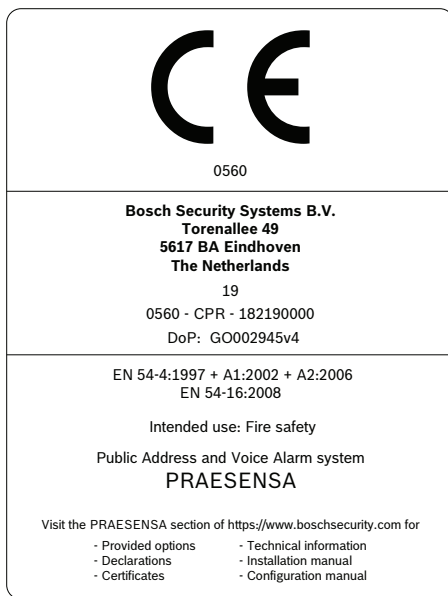 CE
0560
Bosch Security Systems B.V.
Torenallee 49
5617 BA Eindhoven
The Netherlands
19
0560 - CPR - 182190000
DoP: GO002945v4
EN 54-4:1997 + A1:2002 + A2:2006
EN 54-16:2008
Intended use: Fire safety
Public Address and Voice Alarm system
PRAESENSA
Visit the PRAESENSA section of https://www.boschsecurity.com for
- Provided options
- Declarations
- Certificates
- Technical information
- Installation manual
- Configuration manual